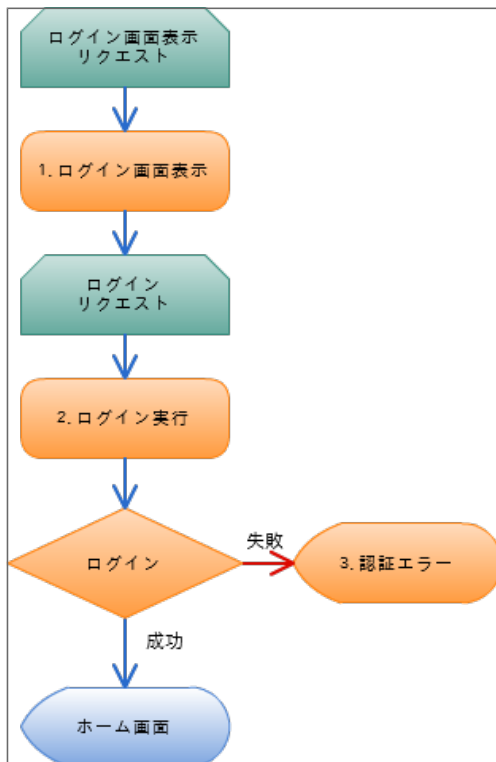 ログイン画面表示
リクエスト
1.ログイン画面表示
ログイン
リクエスト
2.ログイン実行
ログイン
失敗
3.認証エラー
成功
ホーム画面